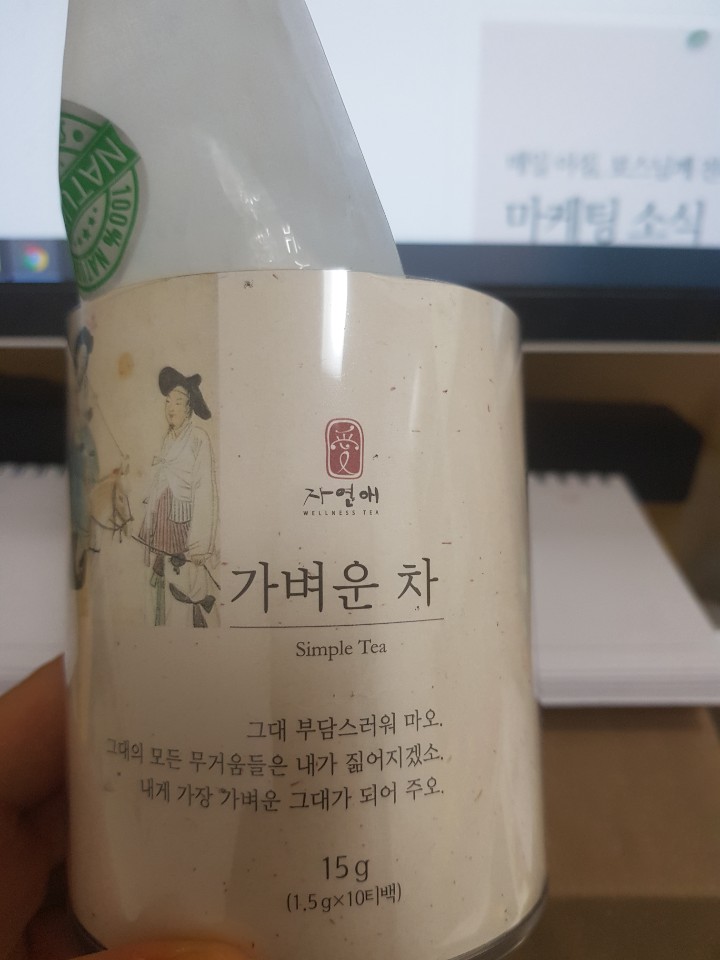 마케팅 소식
100% NATU
자연애
WELLNESS TEA
가벼운 차
Simple Tea
그대 부담스러워 마오.
그대의 모든 무거움들은 내가 짊어지겠소.
내게 가장 가벼운 그대가 되어 주오.
15g
(1.5g×10티백)